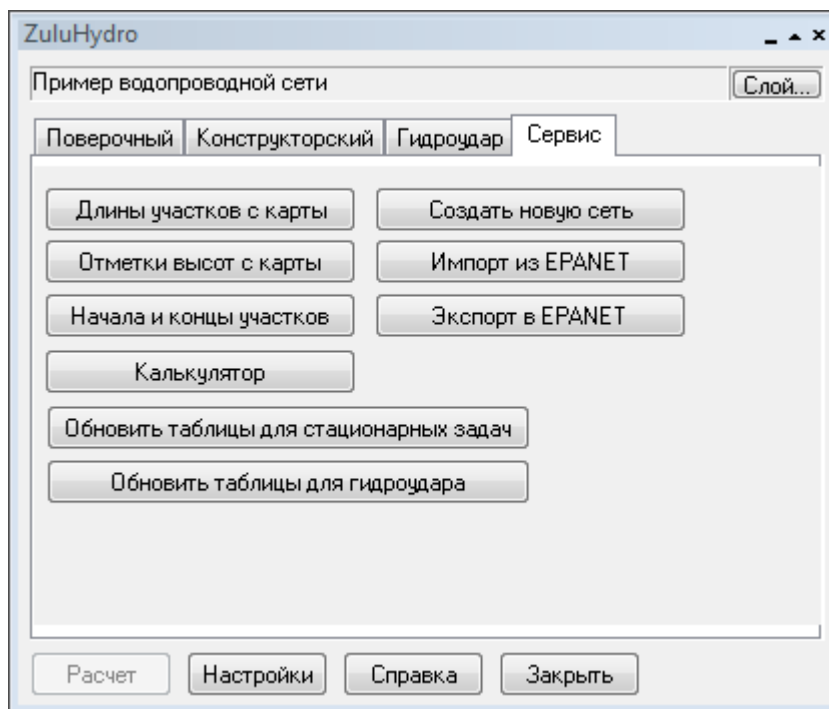 ZuluHydro
Пример водопроводной сети
Слой...
Поверочный Конструкторский Гидроудар Сервис
Длины участков с карты Создать новую сеть
Отметки высот с карты Импорт из EPANET
Начала и концы участков Экспорт в EPANET
Калькулятор
Обновить таблицы для стационарных задач
Обновить таблицы для гидроудара
Расчет Настройки Справка Закрыть